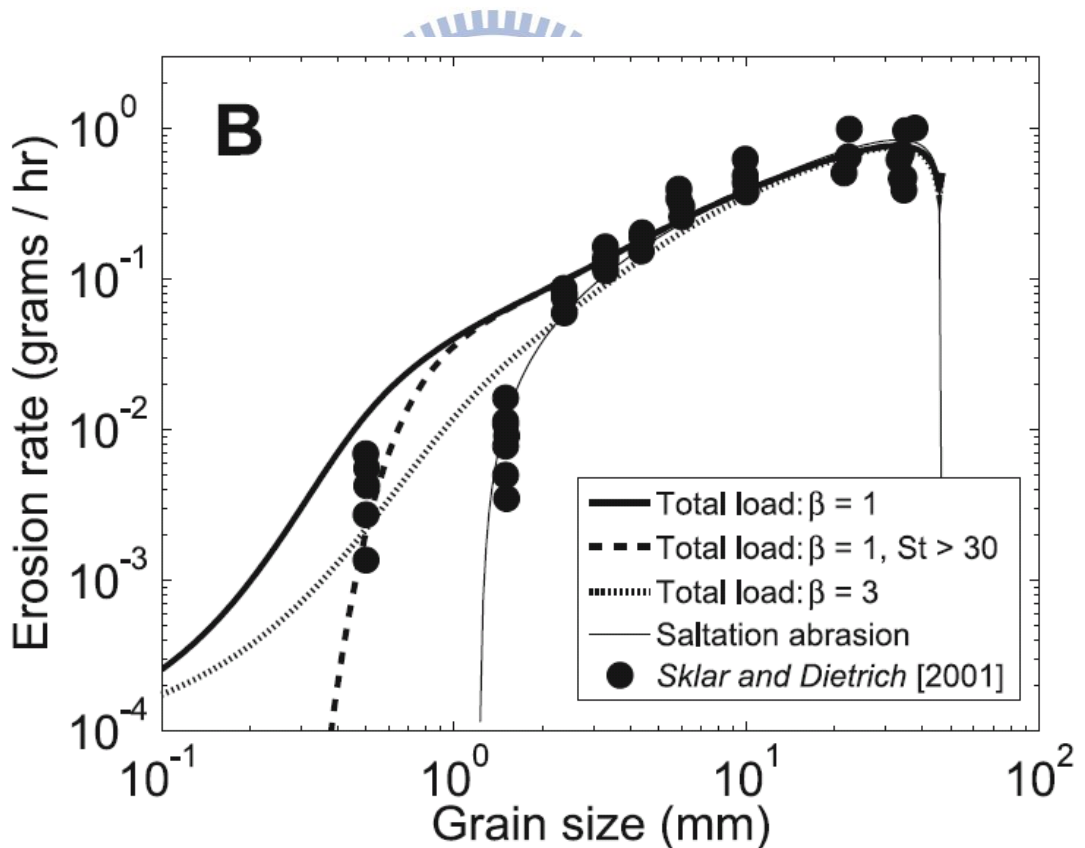 B
10^0
10^-1
10^-2
10^-3
10^-4
Erosion rate (grams / hr)
10^-1
10^0
10^1
10^2
Grain size (mm)
Total load: β = 1
Total load: β = 1, St > 30
Total load: β = 3
Saltation abrasion
Sklar and Dietrich [2001]